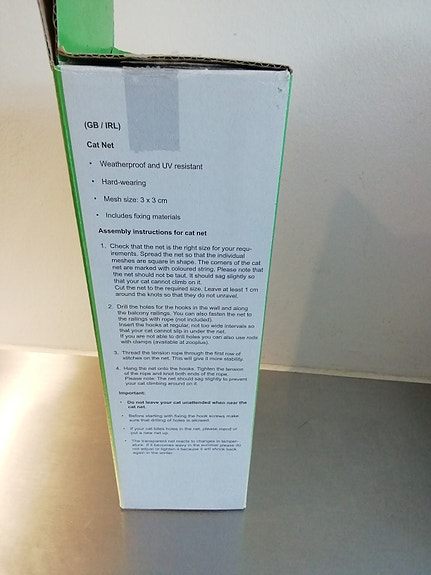 (GB / IRL)
Cat Net
• Weatherproof and UV resistant
• Hard-wearing
• Mesh size: 3 x 3 cm
• Includes fixing materials
Assembly instructions for cat net
1. Check that the net is the right size for your requ-
irements. Spread the net so that the individual
meshes are square in shape. The corners of the cat
net are marked with coloured string. Please note that
the net should not be taut. It should sag slightly so
that your cat cannot climb on it.
Cut the net to the required size. Leave at least 1 cm
around the knots so that they do not unravel.
2. Drill the holes for the hooks in the wall and along
the balcony railings. You can also fasten the net to
the railings with rope (not included).
Insert the hooks at regular, not too wide intervals so
that your cat cannot slip in under the net.
If you are not able to drill holes you can also use rods
with clamps (available at zooplus).
3. Thread the tension rope through the first row of
stitches on the net. This will give it more stability.
4. Hang the net onto the hooks. Tighten the tension
of the rope and knot both ends of the rope.
Please note: The net should sag slightly to prevent
your cat climbing around on it.
Important:
• Do not leave your cat unattended when near the
cat net.
• Before starting with fixing the hook screws make
sure that drilling of holes is allowed.
• If your cat bites holes in the net, please mend or
put a new net up.
• The transparent net reacts to changes in temper-
ature. If it becomes wavy in the summer please do
not adjust or tighten it because it will shrink back
again in the winter.